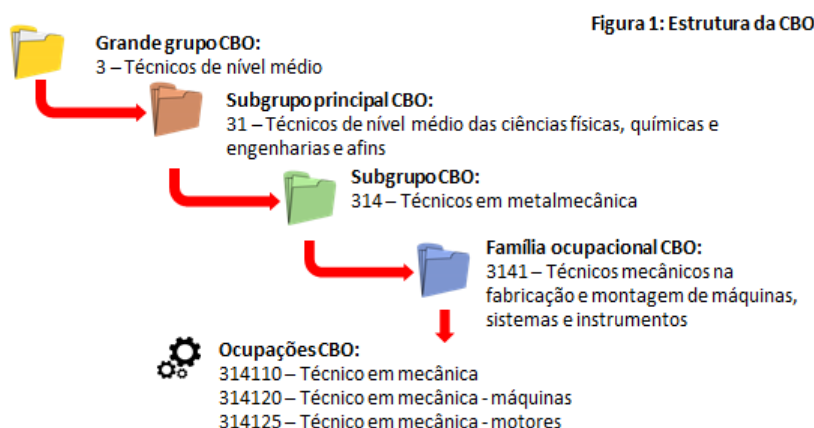 Figura 1: Estrutura da CBO
Grande grupo CBO:
3 – Técnicos de nível médio
Subgrupo principal CBO:
31 – Técnicos de nível médio das ciências físicas, químicas e
engenharias e afins
Subgrupo CBO:
314 – Técnicos em metalmecânica
Família ocupacional CBO:
3141 – Técnicos mecânicos na
fabricação e montagem de máquinas,
sistemas e instrumentos
Ocupações CBO:
314110 – Técnico em mecânica
314120 – Técnico em mecânica - máquinas
314125 – Técnico em mecânica - motores